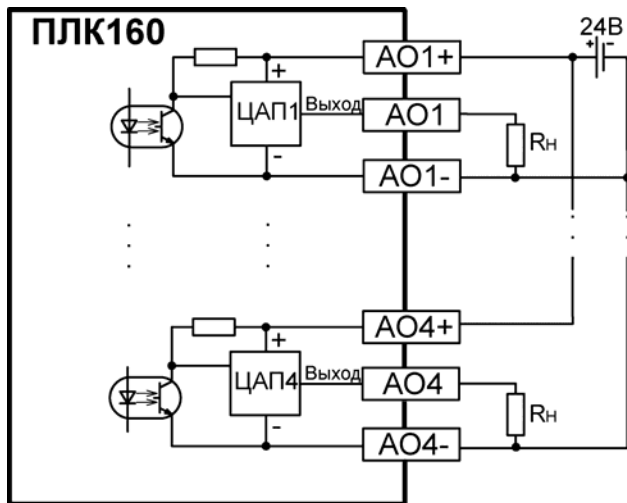 ПЛК160
24В
+ -
AO1+
+
ЦАП1
Выход
AO1
Rн
-
AO1-
AO4+
+
ЦАП4
Выход
AO4
Rн
-
AO4-